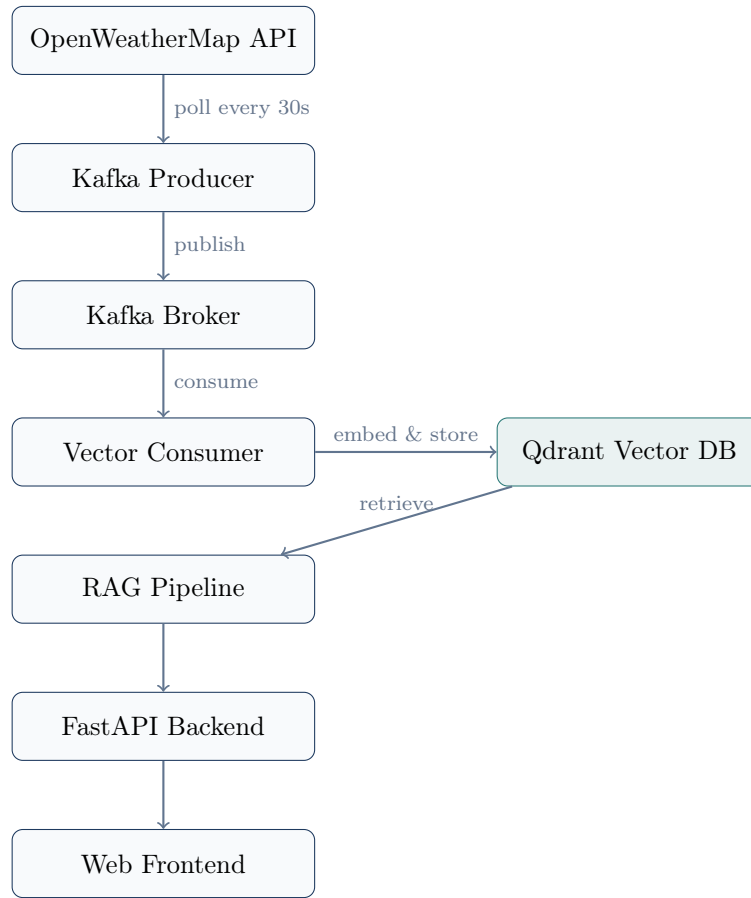 OpenWeatherMap API
poll every 30s
Kafka Producer
publish
Kafka Broker
consume
Vector Consumer
embed & store
Qdrant Vector DB
retrieve
RAG Pipeline
FastAPI Backend
Web Frontend